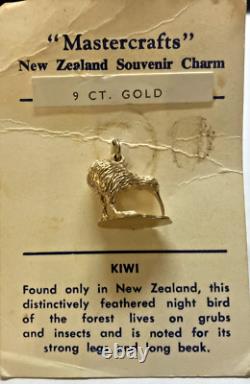 "Mastercrafts"
New Zealand Souvenir Charm
9 CT. GOLD
KIWI
Found only in New Zealand, this
distinctively feathered night bird
of the forest lives on grubs
and insects and is noted for its
strong legs and long beak.